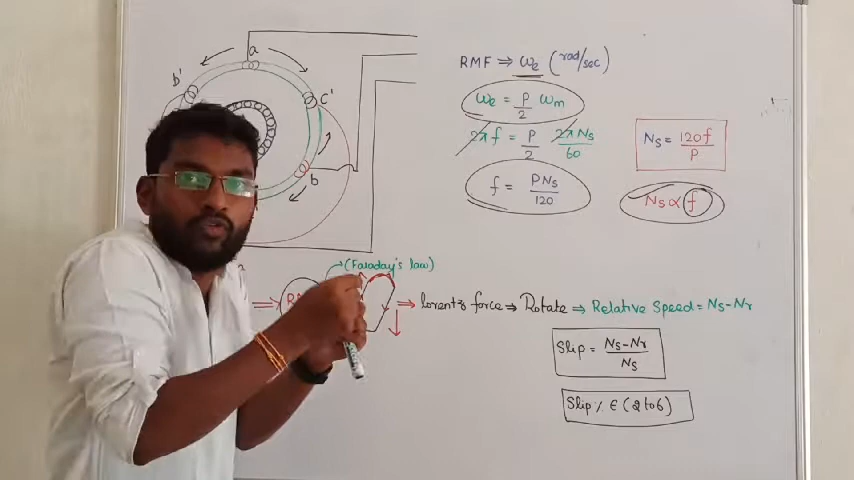 a
b'
c'
b
RMF ⇒ ωe (rad/sec)
ωe = P/2 ωm
2πf = P/2 2πNs/60
f = PNs/120
Ns = 120f/P
Ns ∝ f
(Faraday's law)
⇒ ⇒ lorentz force ⇒ Rotate ⇒ Relative Speed = Ns-Nr
Slip = Ns-Nr/Ns
Slip % ∈ (2 to 6)